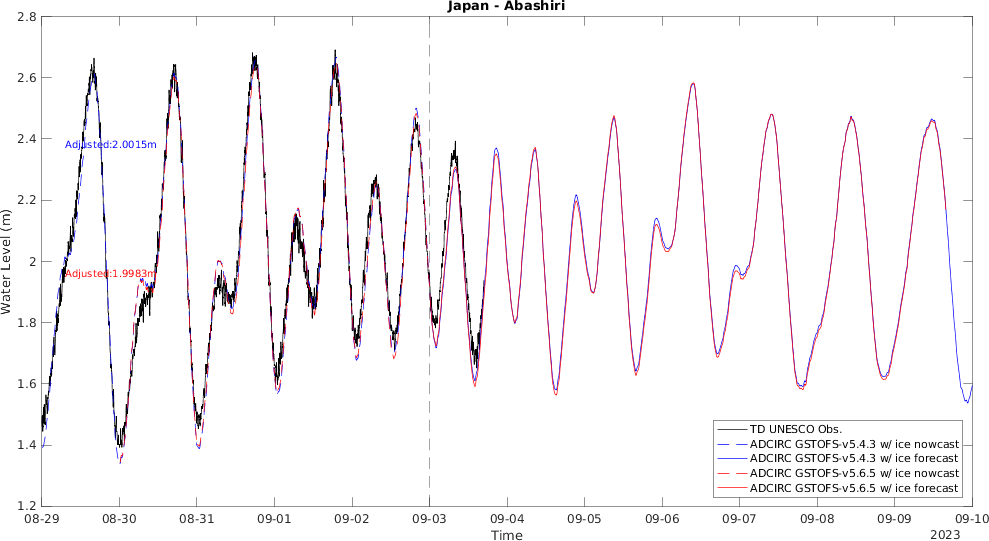 Japan - Abashiri
2.8
2.6
2.4
2.2
2
1.8
1.6
1.4
1.2
Water Level (m)
Adjusted:2.0015m
Adjusted:1.9983m
TD UNESCO Obs.
ADCIRC GSTOFS-v5.4.3 w/ ice nowcast
ADCIRC GSTOFS-v5.4.3 w/ ice forecast
ADCIRC GSTOFS-v5.6.5 w/ ice nowcast
ADCIRC GSTOFS-v5.6.5 w/ ice forecast
08-29 08-30 08-31 09-01 09-02 09-03 09-04 09-05 09-06 09-07 09-08 09-09 09-10
Time
2023